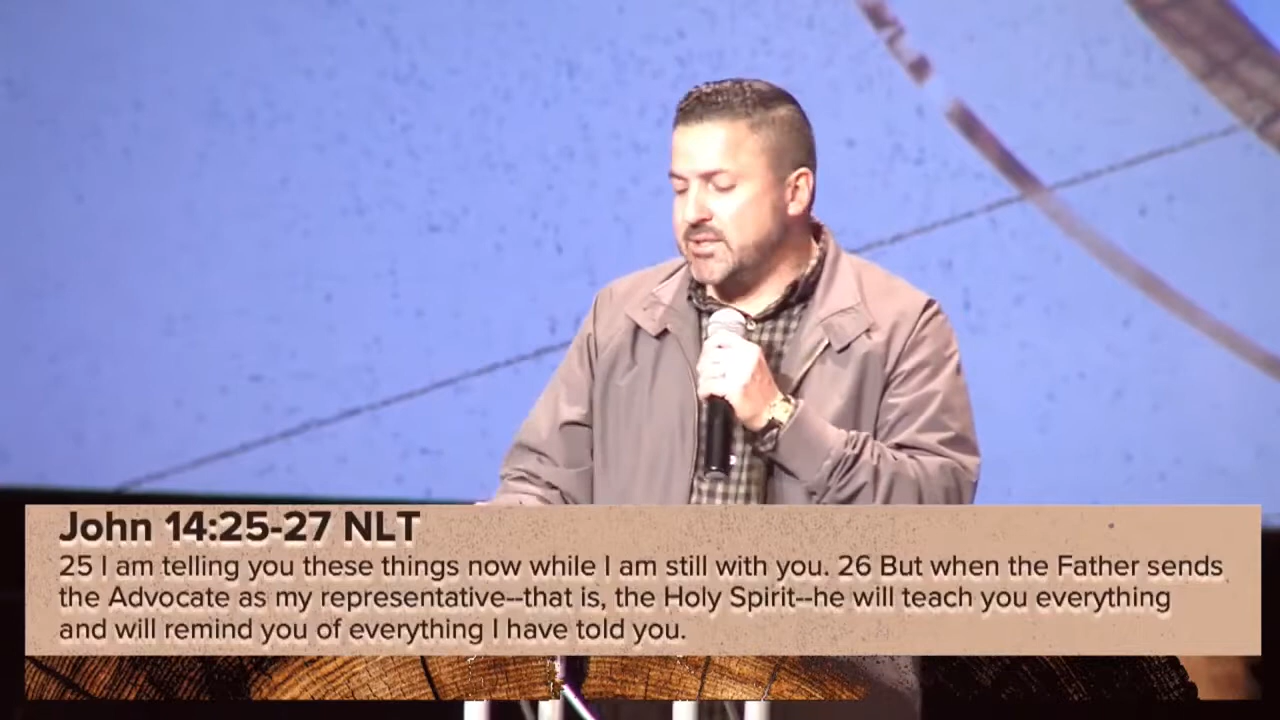 John 14:25-27 NLT
25 I am telling you these things now while I am still with you. 26 But when the Father sends
the Advocate as my representative--that is, the Holy Spirit--he will teach you everything
and will remind you of everything I have told you.